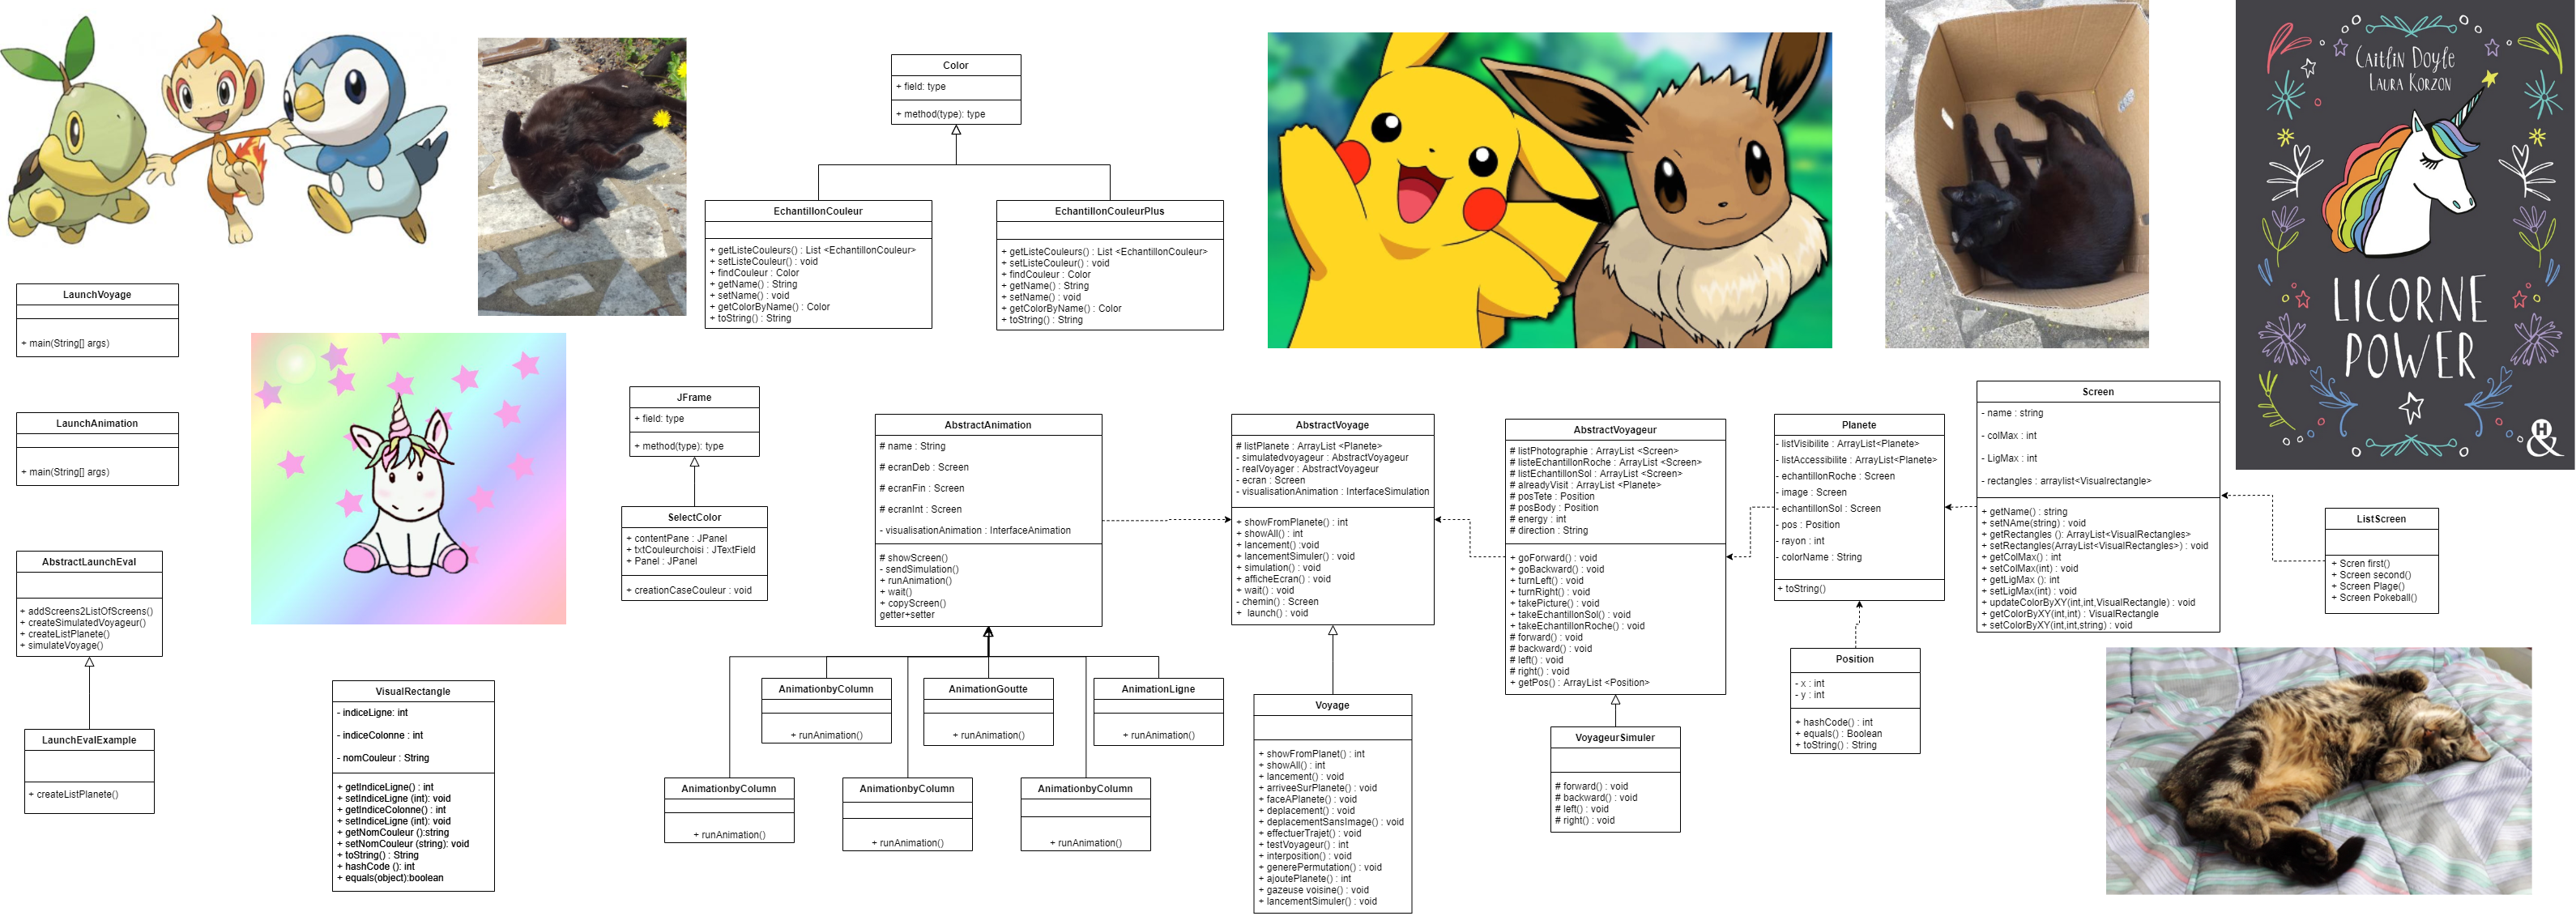 Caitlin Doyle
Laura Korzon
LICORNE
POWER
Color
+ field: type
+ method(type): type
EchantillonCouleur
+ getListeCouleurs() : List <EchantillonCouleur>
+ setListeCouleur() : void
+ findCouleur : Color
+ getName() : String
+ setName() : void
+ getColorByName() : Color
+ toString() : String
EchantillonCouleurPlus
+ getListeCouleurs() : List <EchantillonCouleur>
+ setListeCouleur() : void
+ findCouleur : Color
+ getName() : String
+ setName() : void
+ getColorByName() : Color
+ toString() : String
LaunchVoyage
+ main(String[] args)
LaunchAnimation
+ main(String[] args)
AbstractLaunchEval
+ addScreens2ListOfScreens()
+ createSimulatedVoyageur()
+ createListPlanete()
+ simulateVoyage()
LaunchEvalExample
+ createListPlanete()
VisualRectangle
- indiceLigne: int
- indiceColonne : int
- nomCouleur : String
+ getIndiceLigne() : int
+ setIndiceLigne (int): void
+ getIndiceColonne() : int
+ setIndiceLigne (int): void
+ getNomCouleur ():string
+ setNomCouleur (string): void
+ toString() : String
+ hashCode (): int
+ equals(object):boolean
JFrame
+ field: type
+ method(type): type
SelectColor
+ contentPane : JPanel
+ txtCouleurchoisi : JTextField
+ Panel : JPanel
+ creationCaseCouleur : void
AbstractAnimation
# name : String
# ecranDeb : Screen
# ecranFin : Screen
# ecranInt : Screen
- visualisationAnimation : InterfaceAnimation
# showScreen()
- sendSimulation()
+ runAnimation()
+ wait()
+ copyScreen()
getter+setter
AnimationbyColumn
+ runAnimation()
AnimationGoutte
+ runAnimation()
AnimationLigne
+ runAnimation()
AnimationbyColumn
+ runAnimation()
AnimationbyColumn
+ runAnimation()
AnimationbyColumn
+ runAnimation()
AbstractVoyage
# listPlanete : ArrayList <Planete>
- simulatedvoyageur : AbstractVoyageur
- realVoyager : AbstractVoyageur
- ecran : Screen
- visualisationAnimation : InterfaceSimulation
+ showFromPlanete() : int
+ showAll() : int
+ lancement() :void
+ lancementSimuler() : void
+ simulation() : void
+ afficheEcran() : void
+ wait() : void
- chemin() : Screen
+ launch() : void
Voyage
+ showFromPlanet() : int
+ showAll() : int
+ lancement() : void
+ arriveeSurPlanete() : void
+ faceAPlanete() : void
+ deplacement() : void
+ deplacementSansImage() : void
+ effectuerTrajet() : void
+ testVoyageur() : int
+ interposition() : void
+ generePermutation() : void
+ ajoutePlanete() : int
+ gazeuse voisine() : void
+ lancementSimuler() : void
AbstractVoyageur
# listPhotographie : ArrayList <Screen>
# listeEchantillonRoche : ArrayList <Screen>
# listEchantillonSol : ArrayList <Screen>
# alreadyVisit : ArrayList <Planete>
# posTete : Position
# posBody : Position
# energy : int
# direction : String
+ goForward() : void
+ goBackward() : void
+ turnLeft() : void
+ turnRight() : void
+ takePicture() : void
+ takeEchantillonSol() : void
+ takeEchantillonRoche() : void
# forward() : void
# backward() : void
# left() : void
# right() : void
+ getPos() : ArrayList <Position>
VoyageurSimuler
# forward() : void
# backward() : void
# left() : void
# right() : void
Planete
- listVisibilite : ArrayList<Planete>
- listAccessibilite : ArrayList<Planete>
- echantillonRoche : Screen
- image : Screen
- echantillonSol : Screen
- pos : Position
- rayon : int
- colorName : String
+ toString()
Position
- x : int
- y : int
+ hashCode() : int
+ equals() : Boolean
+ toString() : String
Screen
- name : string
- colMax : int
- LigMax : int
- rectangles : arraylist<Visualrectangle>
+ getName() : string
+ setNAme(string) : void
+ getRectangles (): ArrayList<VisualRectangles>
+ setRectangles(ArrayList<VisualRectangles>) : void
+ getColMax() : int
+ setColMax(int) : void
+ getLigMax (): int
+ setLigMax(int) : void
+ updateColorByXY(int,int,VisualRectangle) : void
+ getColorByXY(int,int) : VisualRectangle
+ setColorByXY(int,int,string) : void
ListScreen
+ Scren first()
+ Screen second()
+ Screen Plage()
+ Screen Pokeball()